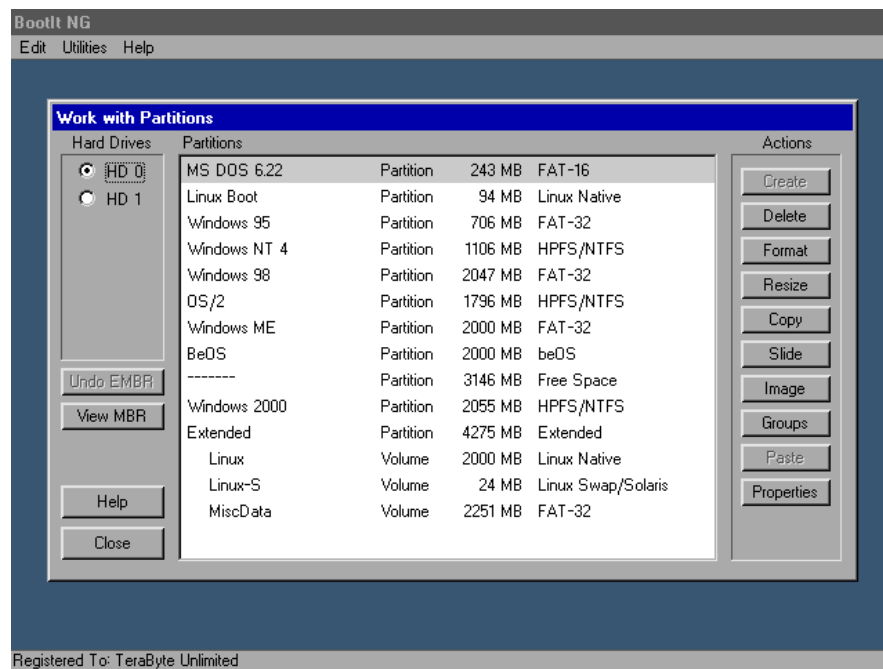 BootIt NG
Edit Utilities Help
Work with Partitions
Hard Drives Partitions Actions
HD 0
HD 1
MS DOS 6.22 Partition 243 MB FAT-16
Linux Boot Partition 94 MB Linux Native
Windows 95 Partition 706 MB FAT-32
Windows NT 4 Partition 1106 MB HPFS/NTFS
Windows 98 Partition 2047 MB FAT-32
OS/2 Partition 1796 MB HPFS/NTFS
Windows ME Partition 2000 MB FAT-32
BeOS Partition 2000 MB beOS
------- Partition 3146 MB Free Space
Windows 2000 Partition 2055 MB HPFS/NTFS
Extended Partition 4275 MB Extended
Linux Volume 2000 MB Linux Native
Linux-S Volume 24 MB Linux Swap/Solaris
MiscData Volume 2251 MB FAT-32
Create
Delete
Format
Resize
Copy
Slide
Image
Groups
Paste
Properties
Undo EMBR
View MBR
Help
Close
Registered To: TeraByte Unlimited